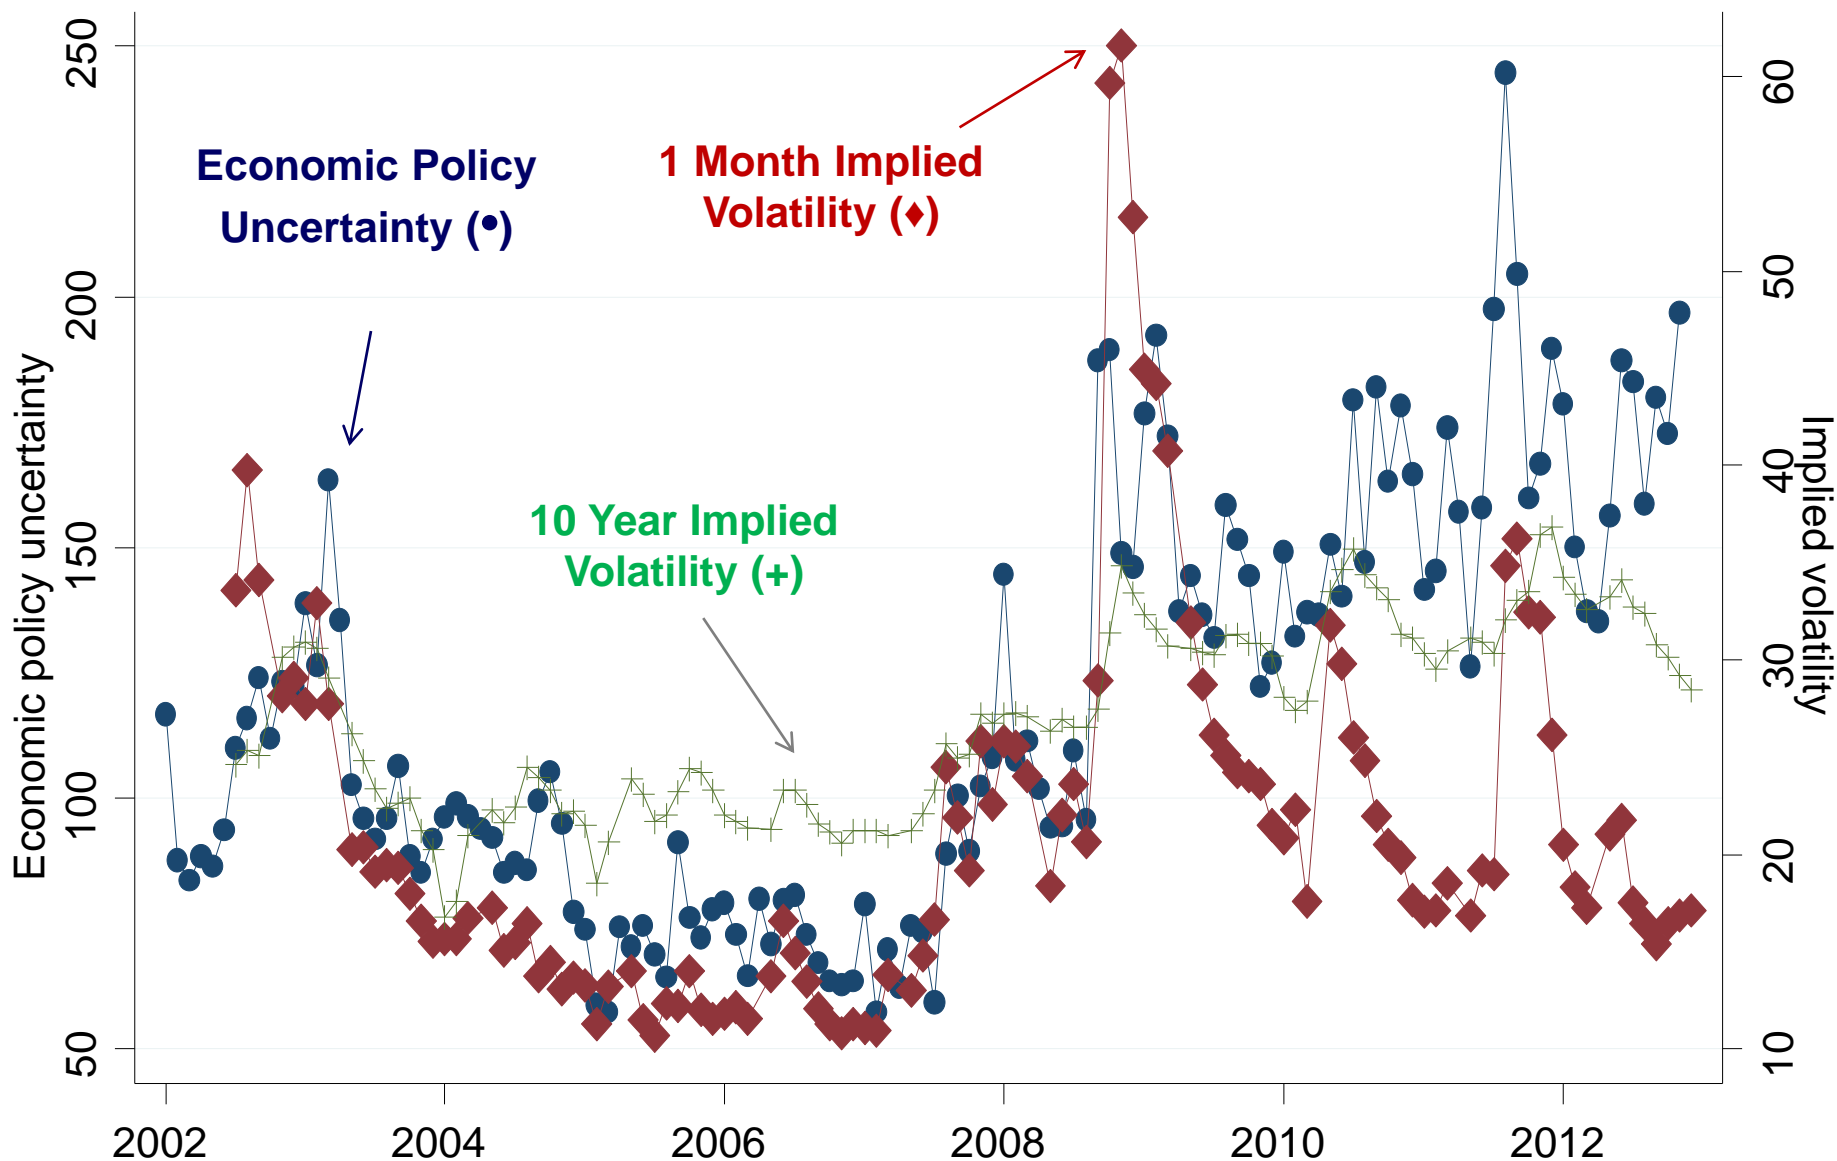 Economic policy uncertainty
250
200
150
100
50
Economic Policy
Uncertainty (•)
1 Month Implied
Volatility (♦)
10 Year Implied
Volatility (+)
60
50
40
30
20
10
Implied volatility
2002 2004 2006 2008 2010 2012